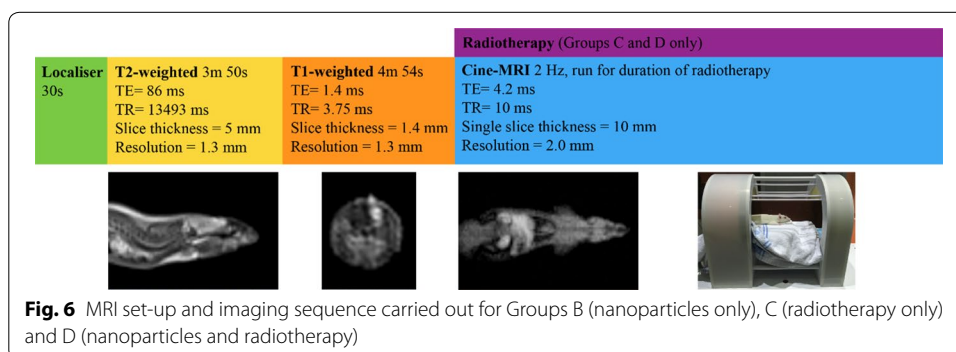 Radiotherapy (Groups C and D only)
Localiser
30s
T2-weighted 3m 50s
TE= 86 ms
TR= 13493 ms
Slice thickness = 5 mm
Resolution = 1.3 mm
T1-weighted 4m 54s
TE= 1.4 ms
TR= 3.75 ms
Slice thickness = 1.4 mm
Resolution = 1.3 mm
Cine-MRI 2 Hz, run for duration of radiotherapy
TE= 4.2 ms
TR= 10 ms
Single slice thickness = 10 mm
Resolution = 2.0 mm
Fig. 6 MRI set-up and imaging sequence carried out for Groups B (nanoparticles only), C (radiotherapy only)
and D (nanoparticles and radiotherapy)